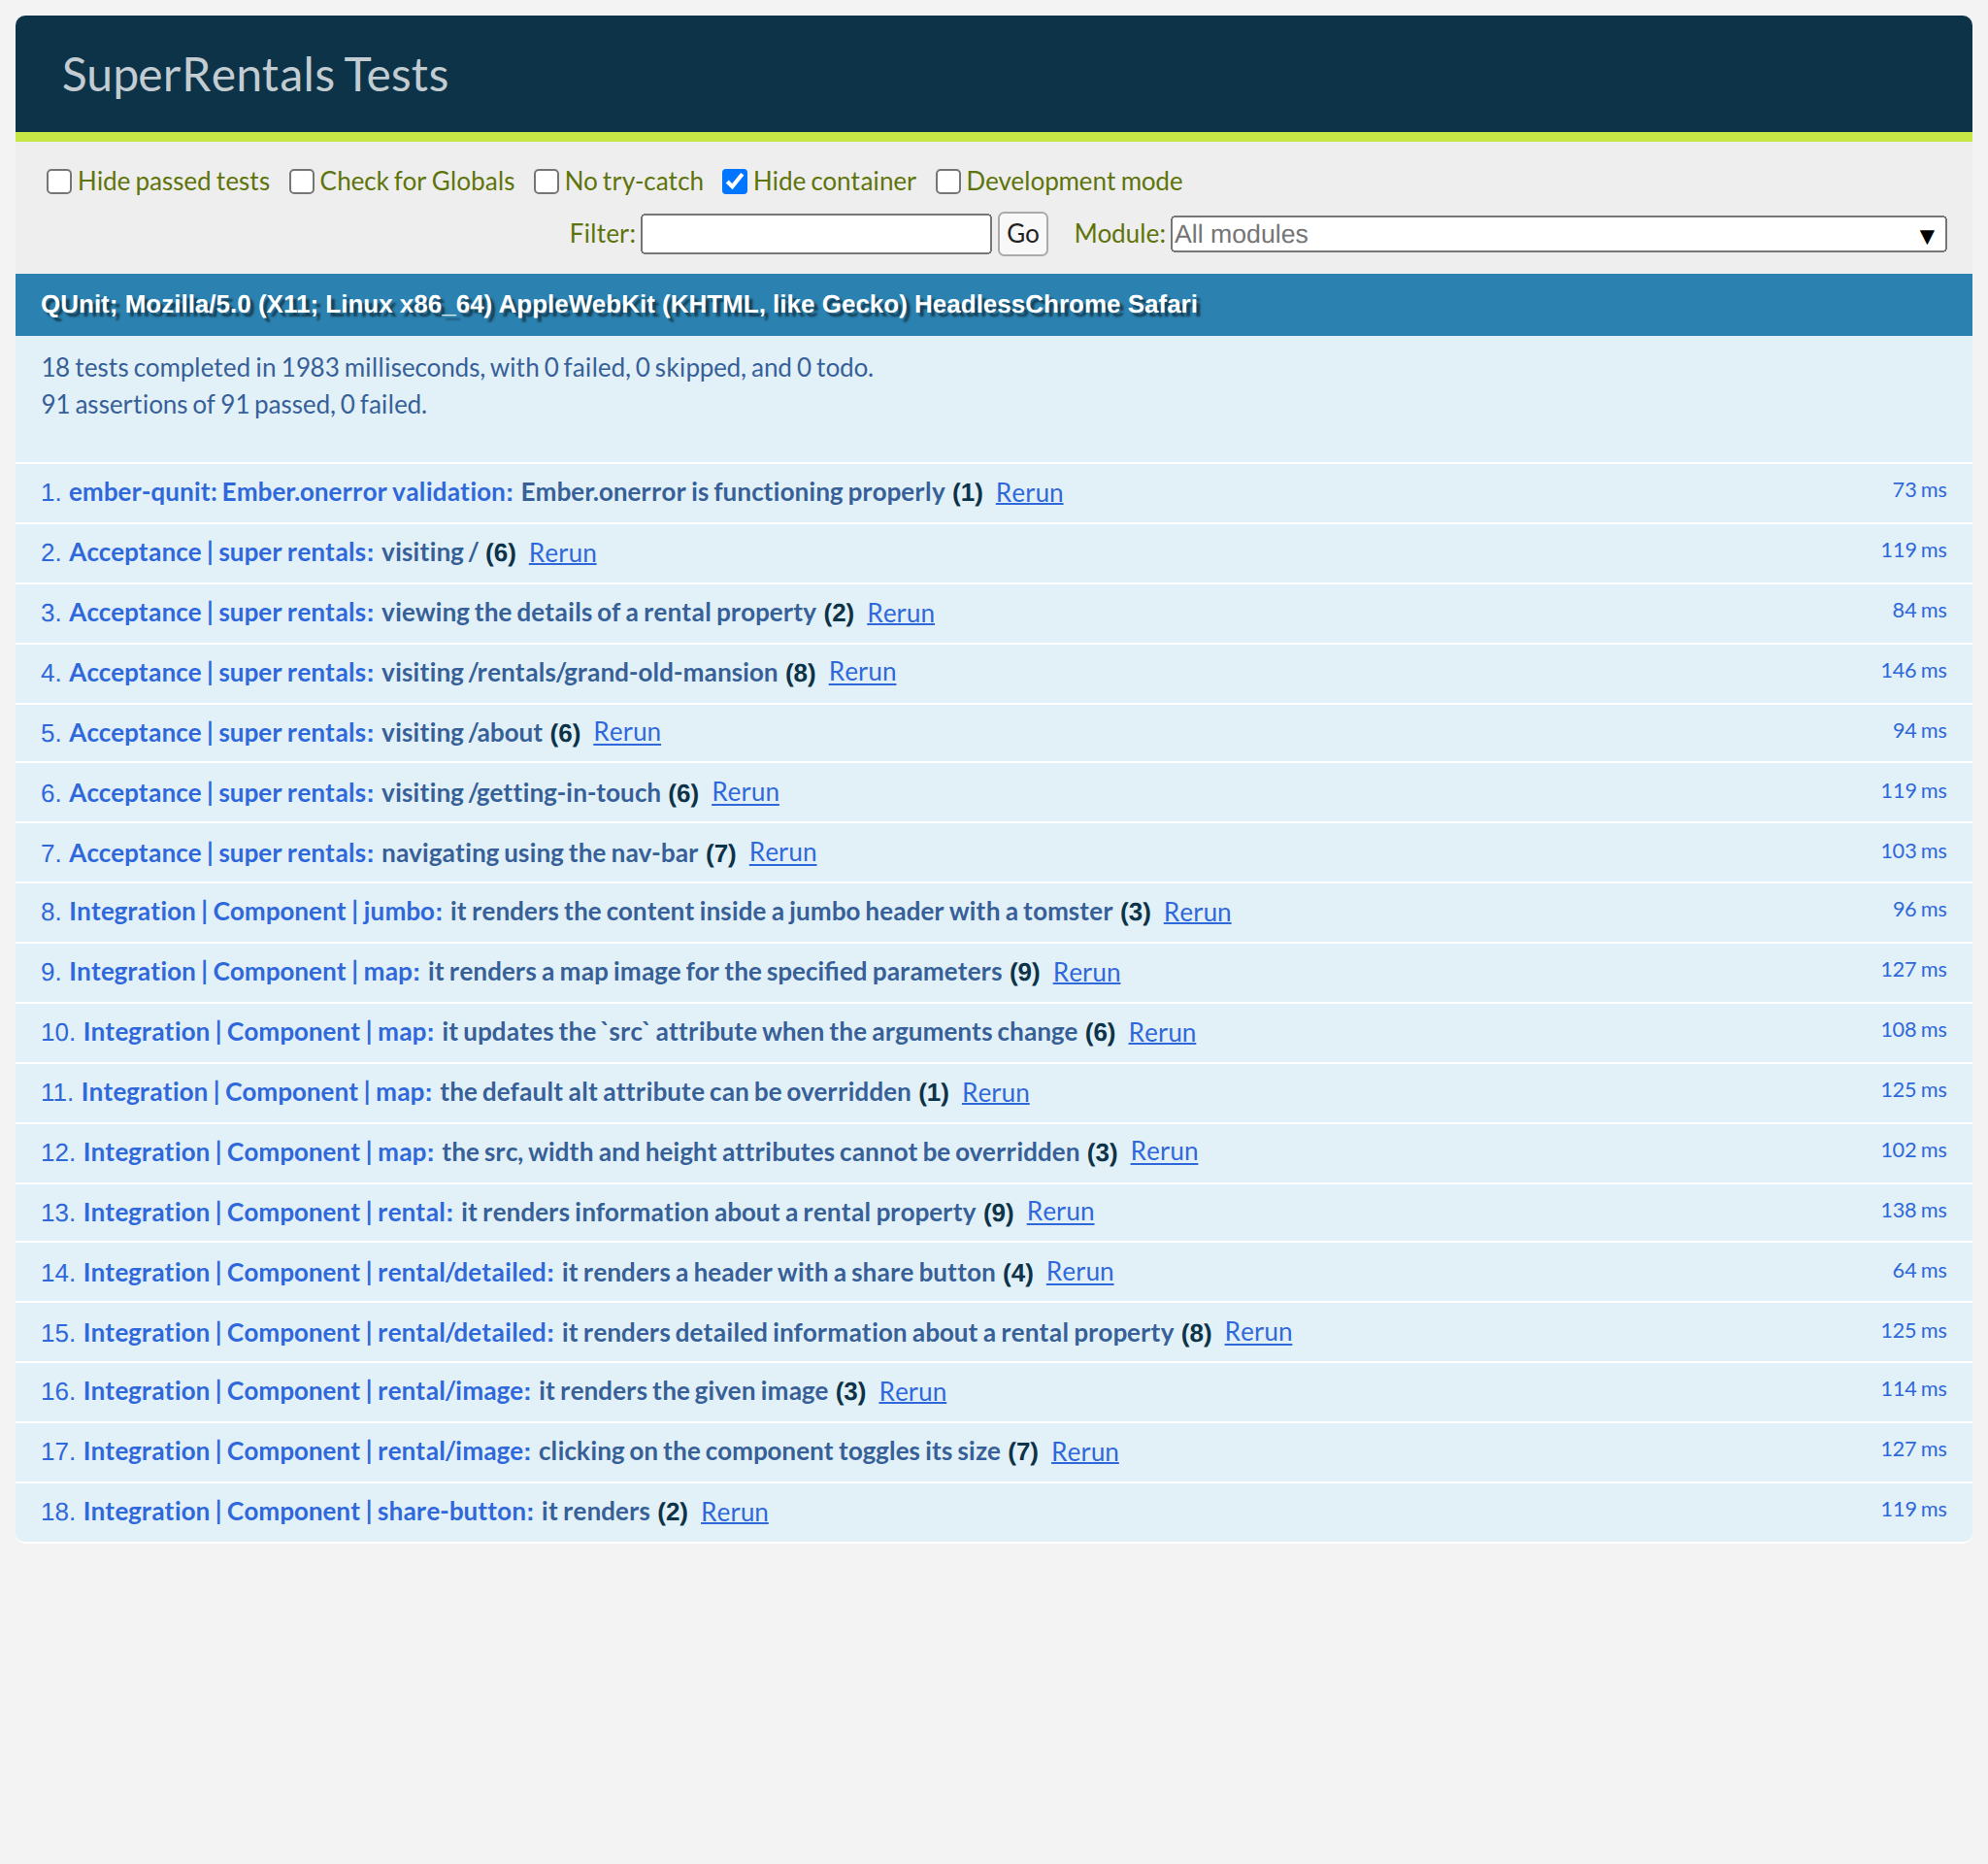 SuperRentals Tests
Hide passed tests Check for Globals No try-catch Hide container Development mode
Filter: Go Module: All modules ▼
QUnit; Mozilla/5.0 (X11; Linux x86_64) AppleWebKit (KHTML, like Gecko) HeadlessChrome Safari
18 tests completed in 1983 milliseconds, with 0 failed, 0 skipped, and 0 todo.
91 assertions of 91 passed, 0 failed.
1. ember-qunit: Ember.onerror validation: Ember.onerror is functioning properly (1) Rerun 73 ms
2. Acceptance | super rentals: visiting / (6) Rerun 119 ms
3. Acceptance | super rentals: viewing the details of a rental property (2) Rerun 84 ms
4. Acceptance | super rentals: visiting /rentals/grand-old-mansion (8) Rerun 146 ms
5. Acceptance | super rentals: visiting /about (6) Rerun 94 ms
6. Acceptance | super rentals: visiting /getting-in-touch (6) Rerun 119 ms
7. Acceptance | super rentals: navigating using the nav-bar (7) Rerun 103 ms
8. Integration | Component | jumbo: it renders the content inside a jumbo header with a tomster (3) Rerun 96 ms
9. Integration | Component | map: it renders a map image for the specified parameters (9) Rerun 127 ms
10. Integration | Component | map: it updates the `src` attribute when the arguments change (6) Rerun 108 ms
11. Integration | Component | map: the default alt attribute can be overridden (1) Rerun 125 ms
12. Integration | Component | map: the src, width and height attributes cannot be overridden (3) Rerun 102 ms
13. Integration | Component | rental: it renders information about a rental property (9) Rerun 138 ms
14. Integration | Component | rental/detailed: it renders a header with a share button (4) Rerun 64 ms
15. Integration | Component | rental/detailed: it renders detailed information about a rental property (8) Rerun 125 ms
16. Integration | Component | rental/image: it renders the given image (3) Rerun 114 ms
17. Integration | Component | rental/image: clicking on the component toggles its size (7) Rerun 127 ms
18. Integration | Component | share-button: it renders (2) Rerun 119 ms